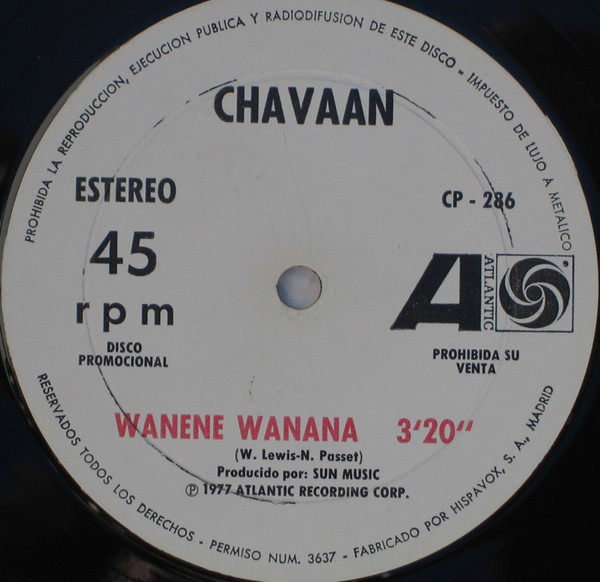 PROHIBIDA LA REPRODUCCION, EJECUCION PUBLICA Y RADIODIFUSION DE ESTE DISCO - IMPUESTO DE LUJO A METALICO
CHAVAAN
ESTEREO
CP - 286
45
rpm
ATLANTIC
DISCO
PROMOCIONAL
PROHIBIDA SU
VENTA
WANENE WANANA 3'20"
(W. Lewis-N. Passet)
Producido por: SUN MUSIC
Ⓟ 1977 ATLANTIC RECORDING CORP.
RESERVADOS TODOS LOS DERECHOS - PERMISO NUM. 3637 - FABRICADO POR HISPAVOX, S. A., MADRID